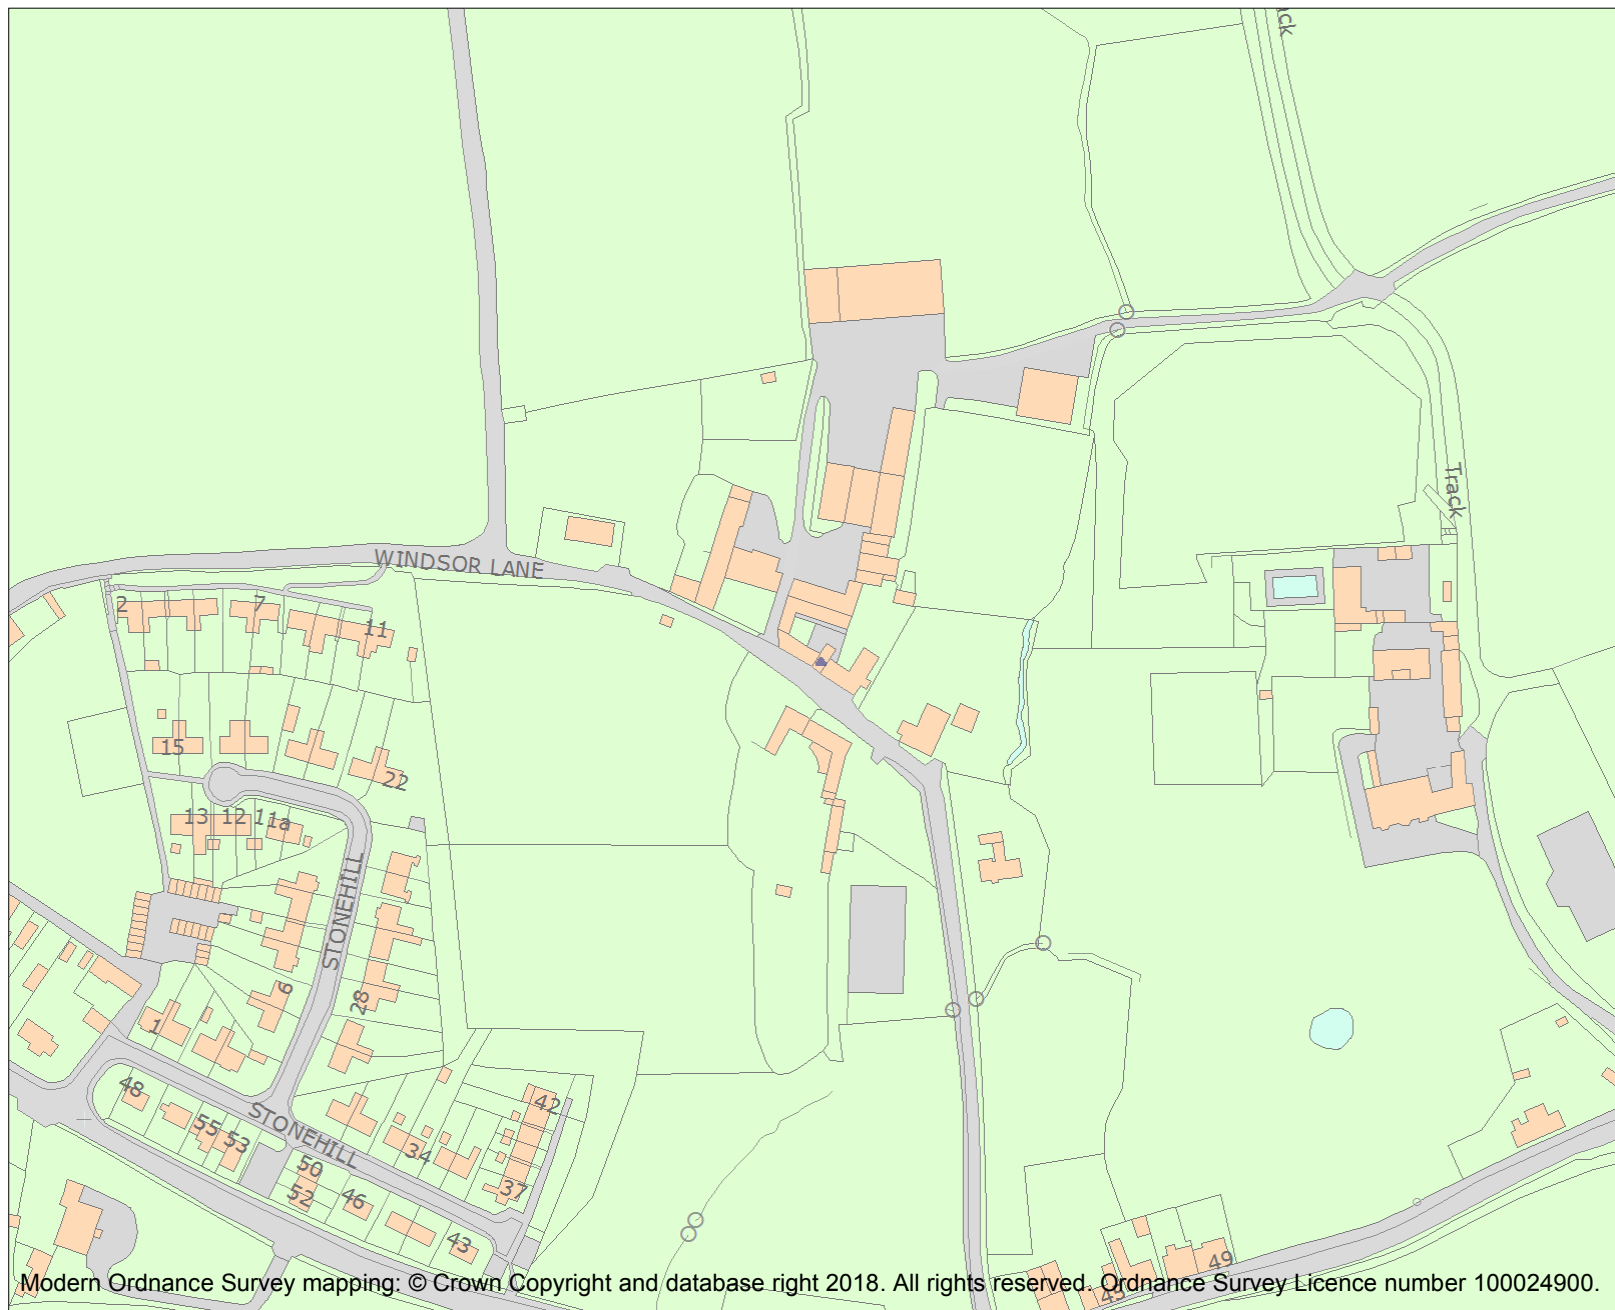 ack
Track
WINDSOR LANE
2
7
11
15
22
13 12 11a
STONEHILL
6
28
1
48
55
53
STONEHILL
50
52
46
43
34
42
37
49
45
Modern Ordnance Survey mapping: © Crown Copyright and database right 2018. All rights reserved. Ordnance Survey Licence number 100024900.